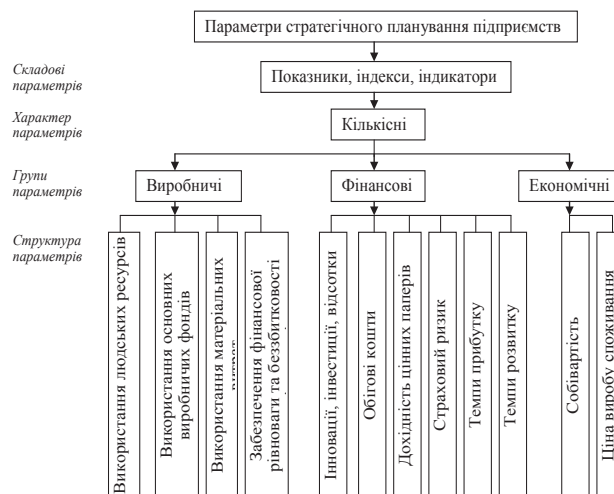 Параметри стратегічного планування підприємств
Складові
параметрів
Показники, індекси, індикатори
Характер
параметрів
Кількісні
Групи
параметрів
Виробничі
Фінансові
Економічні
Структура
параметрів
Використання людських ресурсів
Використання основних
виробничих фондів
Використання матеріальних
Забезпечення фінансової
рівноваги та беззбитковості
Інновації, інвестиції, відсотки
Обігові кошти
Дохідність цінних паперів
Страховий ризик
Темпи прибутку
Темпи розвитку
Собівартість
Ціна виробу споживання